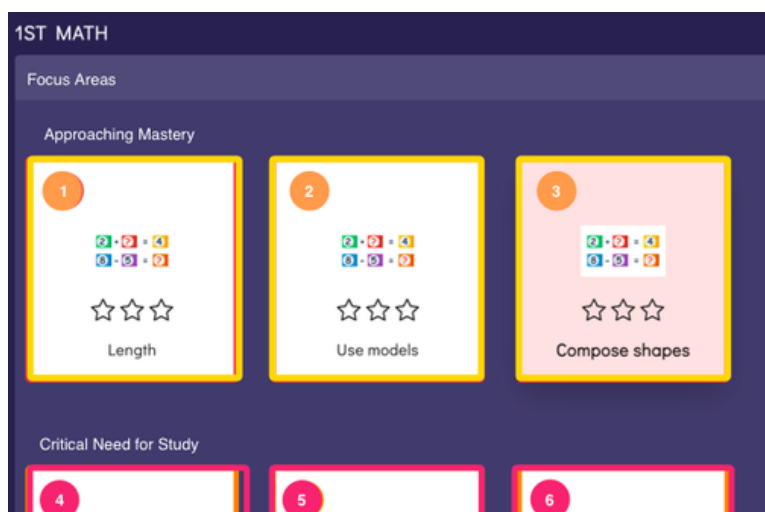 1ST MATH
Focus Areas
Approaching Mastery
1 2 3
2 + ? = 4 2 + ? = 4 2 + ? = 4
8 - 5 = ? 8 - 5 = ? 8 - 5 = ?
Length Use models Compose shapes
Critical Need for Study
4 5 6